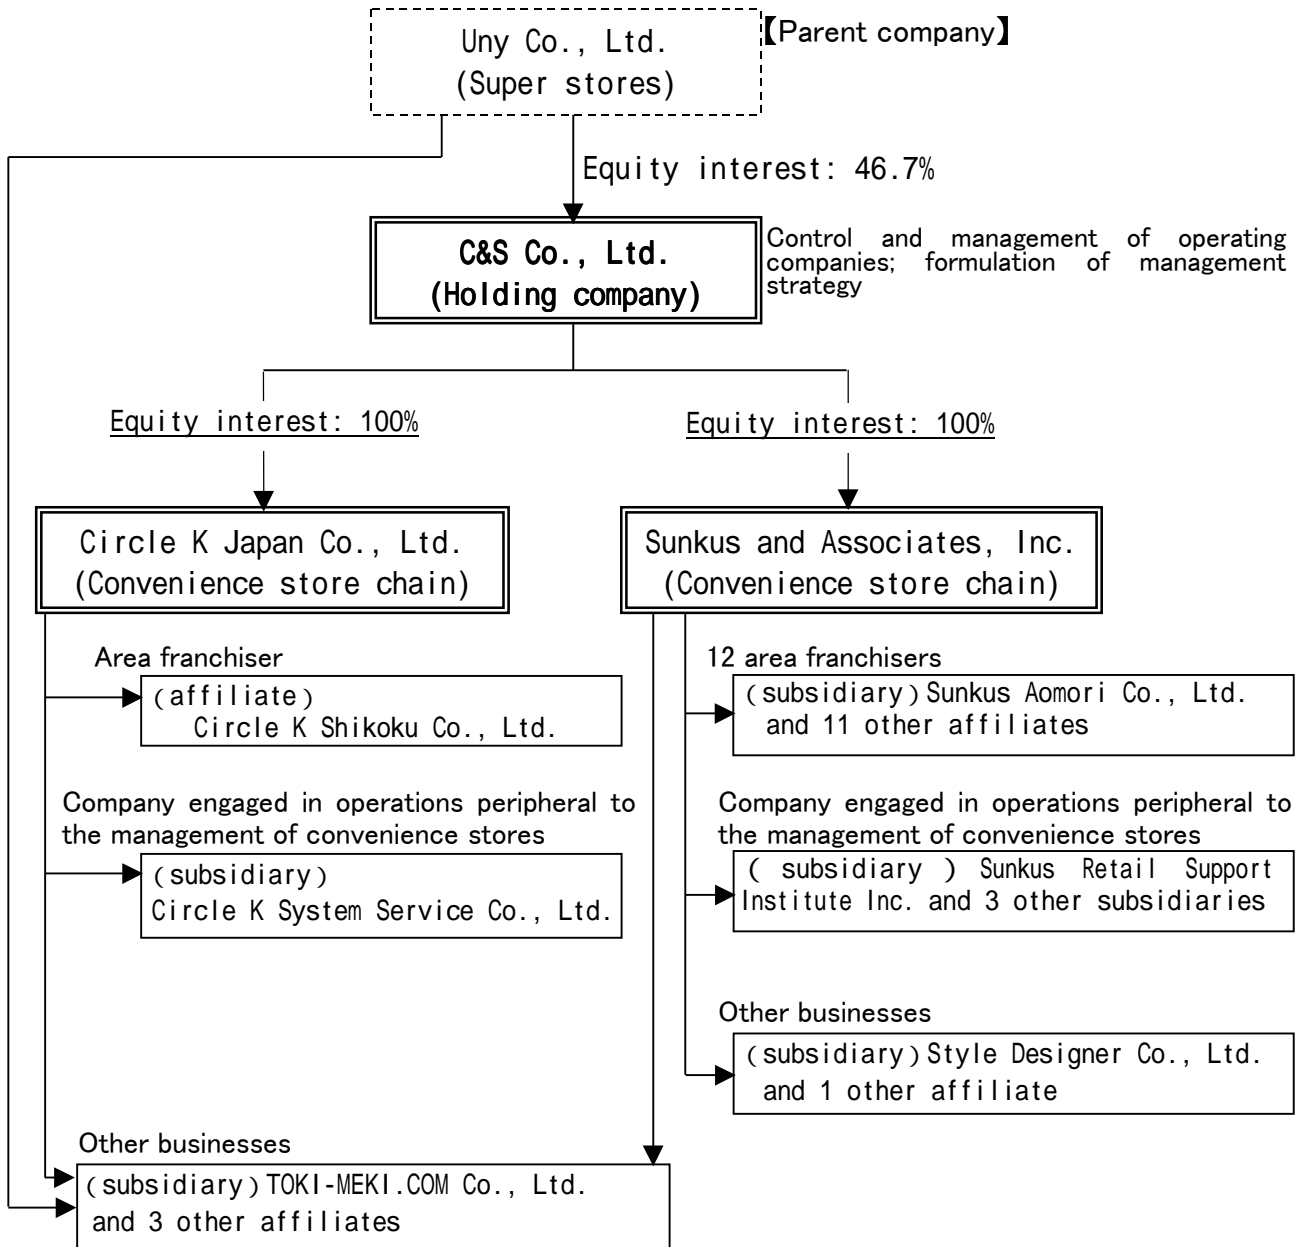 Uny Co., Ltd.
(Super stores)
【Parent company】
Equity interest: 46.7%
C&S Co., Ltd.
(Holding company)
Control and management of operating
companies; formulation of management
strategy
Equity interest: 100%
Equity interest: 100%
Circle K Japan Co., Ltd.
(Convenience store chain)
Sunkus and Associates, Inc.
(Convenience store chain)
Area franchiser
(affiliate)
Circle K Shikoku Co., Ltd.
Company engaged in operations peripheral to
the management of convenience stores
(subsidiary)
Circle K System Service Co., Ltd.
12 area franchisers
(subsidiary) Sunkus Aomori Co., Ltd.
and 11 other affiliates
Company engaged in operations peripheral to
the management of convenience stores
( subsidiary ) Sunkus Retail Support
Institute Inc. and 3 other subsidiaries
Other businesses
(subsidiary) Style Designer Co., Ltd.
and 1 other affiliate
Other businesses
(subsidiary) TOKI-MEKI.COM Co., Ltd.
and 3 other affiliates